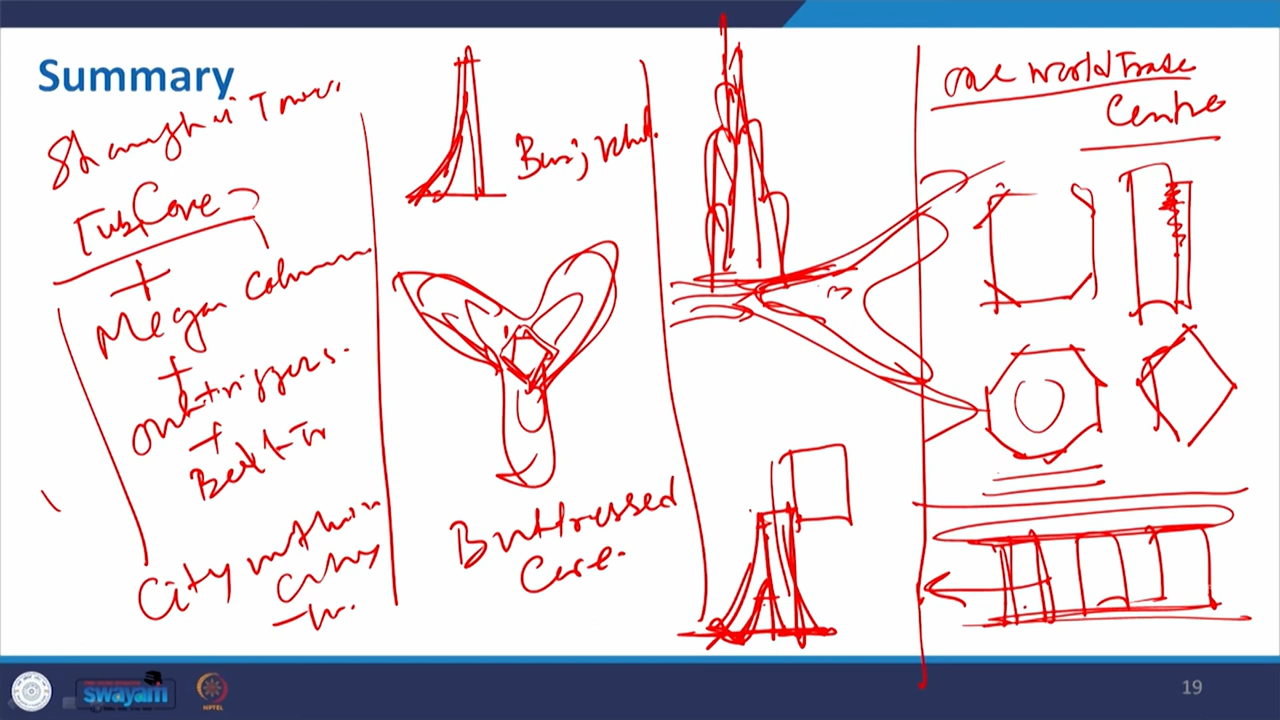 Summary
Shanghai Tower
Core
+
Mega Column
+
outriggers.
+
Belt-Tr
City within
City
Burj Khal.
Buttressed
Core.
One World Trade
Centre
swayam
NPTEL
19